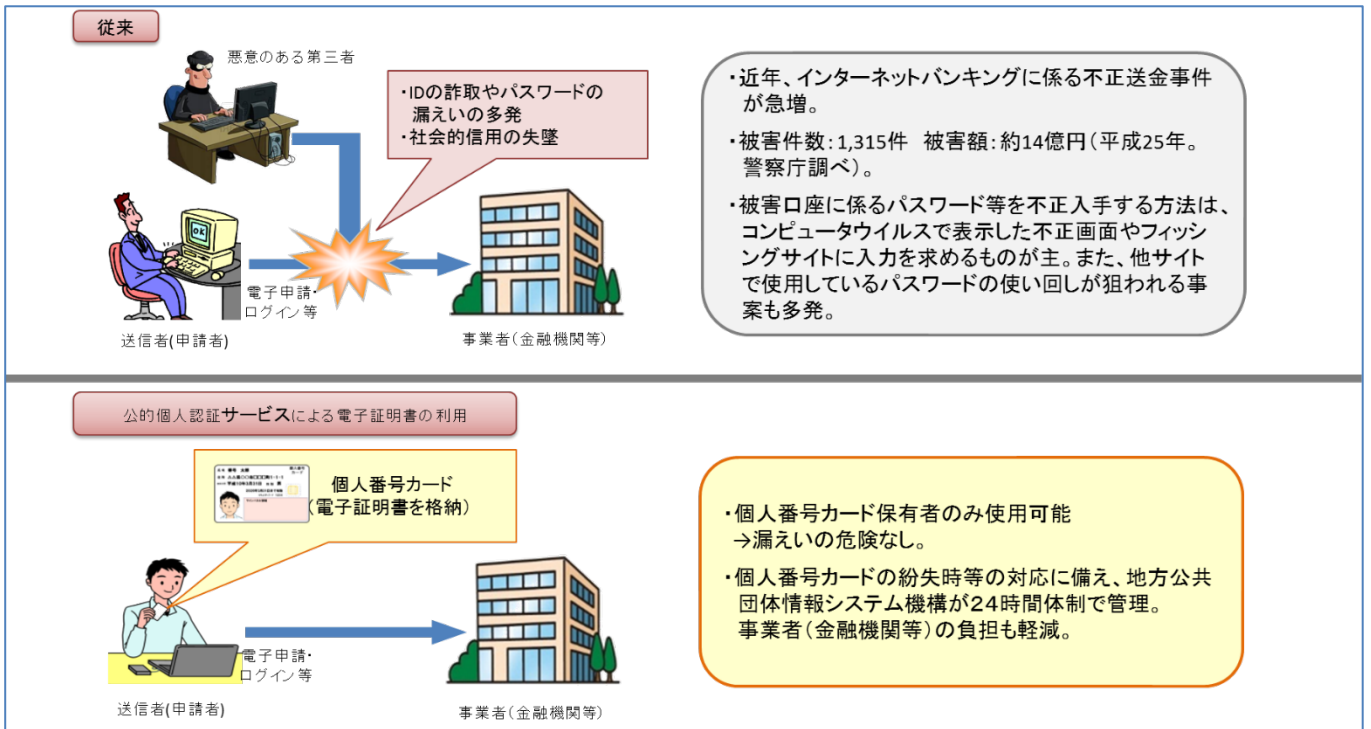 従来
悪意のある第三者
・IDの詐取やパスワードの
漏えいの多発
・社会的信用の失墜
OK
電子申請・
ログイン等
送信者(申請者)
事業者(金融機関等)
・近年、インターネットバンキングに係る不正送金事件
が急増。
・被害件数:1,315件 被害額:約14億円(平成25年。
警察庁調べ)。
・被害口座に係るパスワード等を不正入手する方法は、
コンピュータウイルスで表示した不正画面やフィッシ
ングサイトに入力を求めるものが主。また、他サイト
で使用しているパスワードの使い回しが狙われる事
案も多発。
公的個人認証サービスによる電子証明書の利用
個人番号カード
(電子証明書を格納)
電子申請・
ログイン等
送信者(申請者)
事業者(金融機関等)
・個人番号カード保有者のみ使用可能
→漏えいの危険なし。
・個人番号カードの紛失時等の対応に備え、地方公共
団体情報システム機構が24時間体制で管理。
事業者(金融機関等)の負担も軽減。